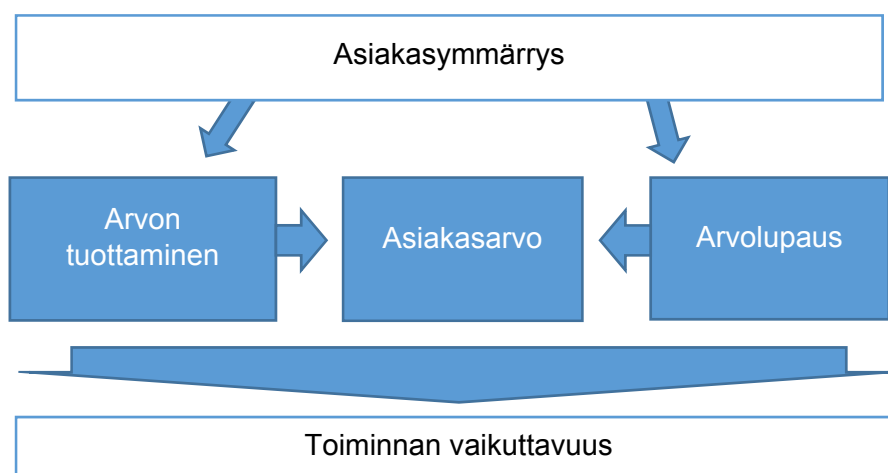 Asiakasymmärrys
Arvon
tuottaminen
Asiakasarvo
Arvolupaus
Toiminnan vaikuttavuus